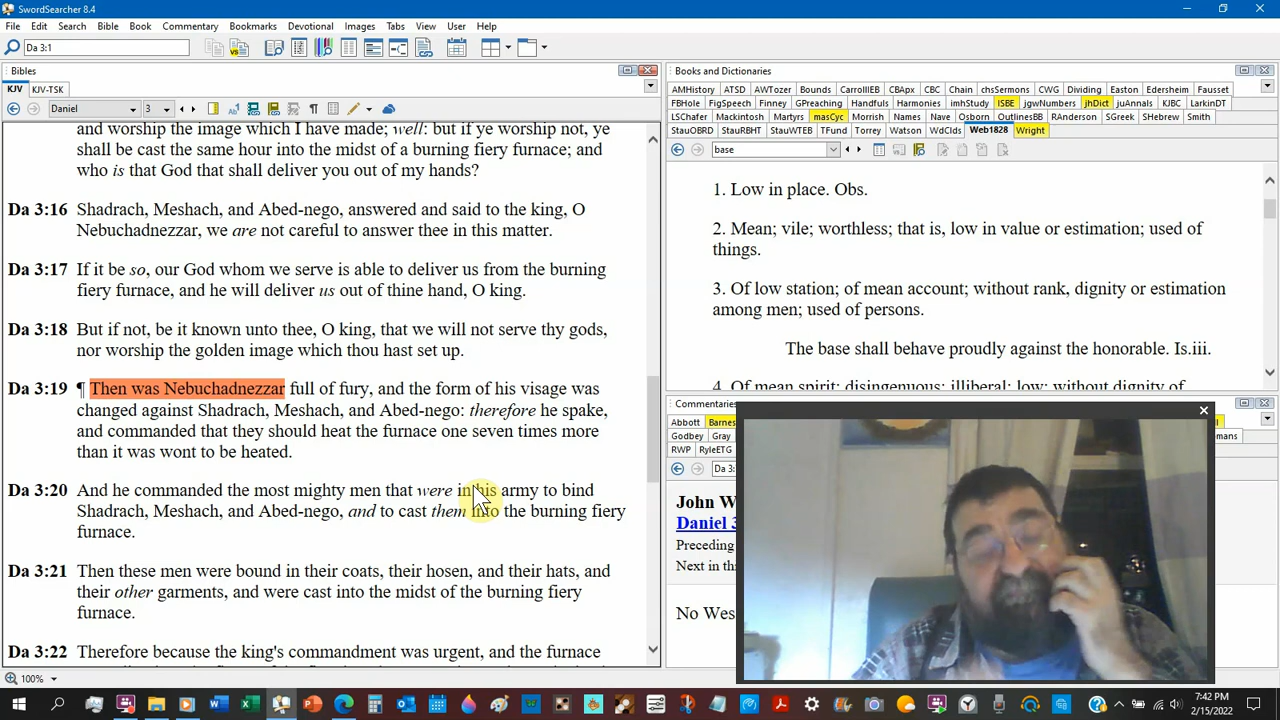 SwordSearcher 8.4
File Edit Search Bible Book Commentary Bookmarks Devotional Images Tabs View User Help
Da 3:1
Bibles
KJV KJV-TSK
Daniel 3
and worship the image which I have made; well: but if ye worship not, ye
shall be cast the same hour into the midst of a burning fiery furnace; and
who is that God that shall deliver you out of my hands?
Da 3:16 Shadrach, Meshach, and Abed-nego, answered and said to the king, O
Nebuchadnezzar, we are not careful to answer thee in this matter.
Da 3:17 If it be so, our God whom we serve is able to deliver us from the burning
fiery furnace, and he will deliver us out of thine hand, O king.
Da 3:18 But if not, be it known unto thee, O king, that we will not serve thy gods,
nor worship the golden image which thou hast set up.
Da 3:19 ¶ Then was Nebuchadnezzar full of fury, and the form of his visage was
changed against Shadrach, Meshach, and Abed-nego: therefore he spake,
and commanded that they should heat the furnace one seven times more
than it was wont to be heated.
Da 3:20 And he commanded the most mighty men that were in his army to bind
Shadrach, Meshach, and Abed-nego, and to cast them into the burning fiery
furnace.
Da 3:21 Then these men were bound in their coats, their hosen, and their hats, and
their other garments, and were cast into the midst of the burning fiery
furnace.
Da 3:22 Therefore because the king's commandment was urgent, and the furnace
100%
Books and Dictionaries
AMHistory ATSD AWTozer Bounds CarrollIEB CBApx CBC Chain chsSermons CWG Dividing Easton Edersheim Fausset
FBHole FigSpeech Finney GPreaching Handfuls Harmonies imhStudy ISBE jgwNumbers jhDict juAnnals KJBC LarkinDT
LSChafer Mackintosh Martyrs masCyc Morrish Names Nave Osborn OutlinesBB RAnderson SGreek SHebrew Smith
StauOBRD StauRBHT StauWTEB TFund Torrey Watson WdClds Web1828 Wright
base
1. Low in place. Obs.
2. Mean; vile; worthless; that is, low in value or estimation; used of
things.
3. Of low station; of mean account; without rank, dignity or estimation
among men; used of persons.
The base shall behave proudly against the honorable. Is.iii.
4. Of mean spirit; disingenuous; illiberal; low; without dignity of
Commentaries
Abbott Barnes
Godbey Gray
RWP RyleETG
Da 3:
John W
Daniel 3
Preceding
Next in th
No Wes
7:42 PM
2/15/2022